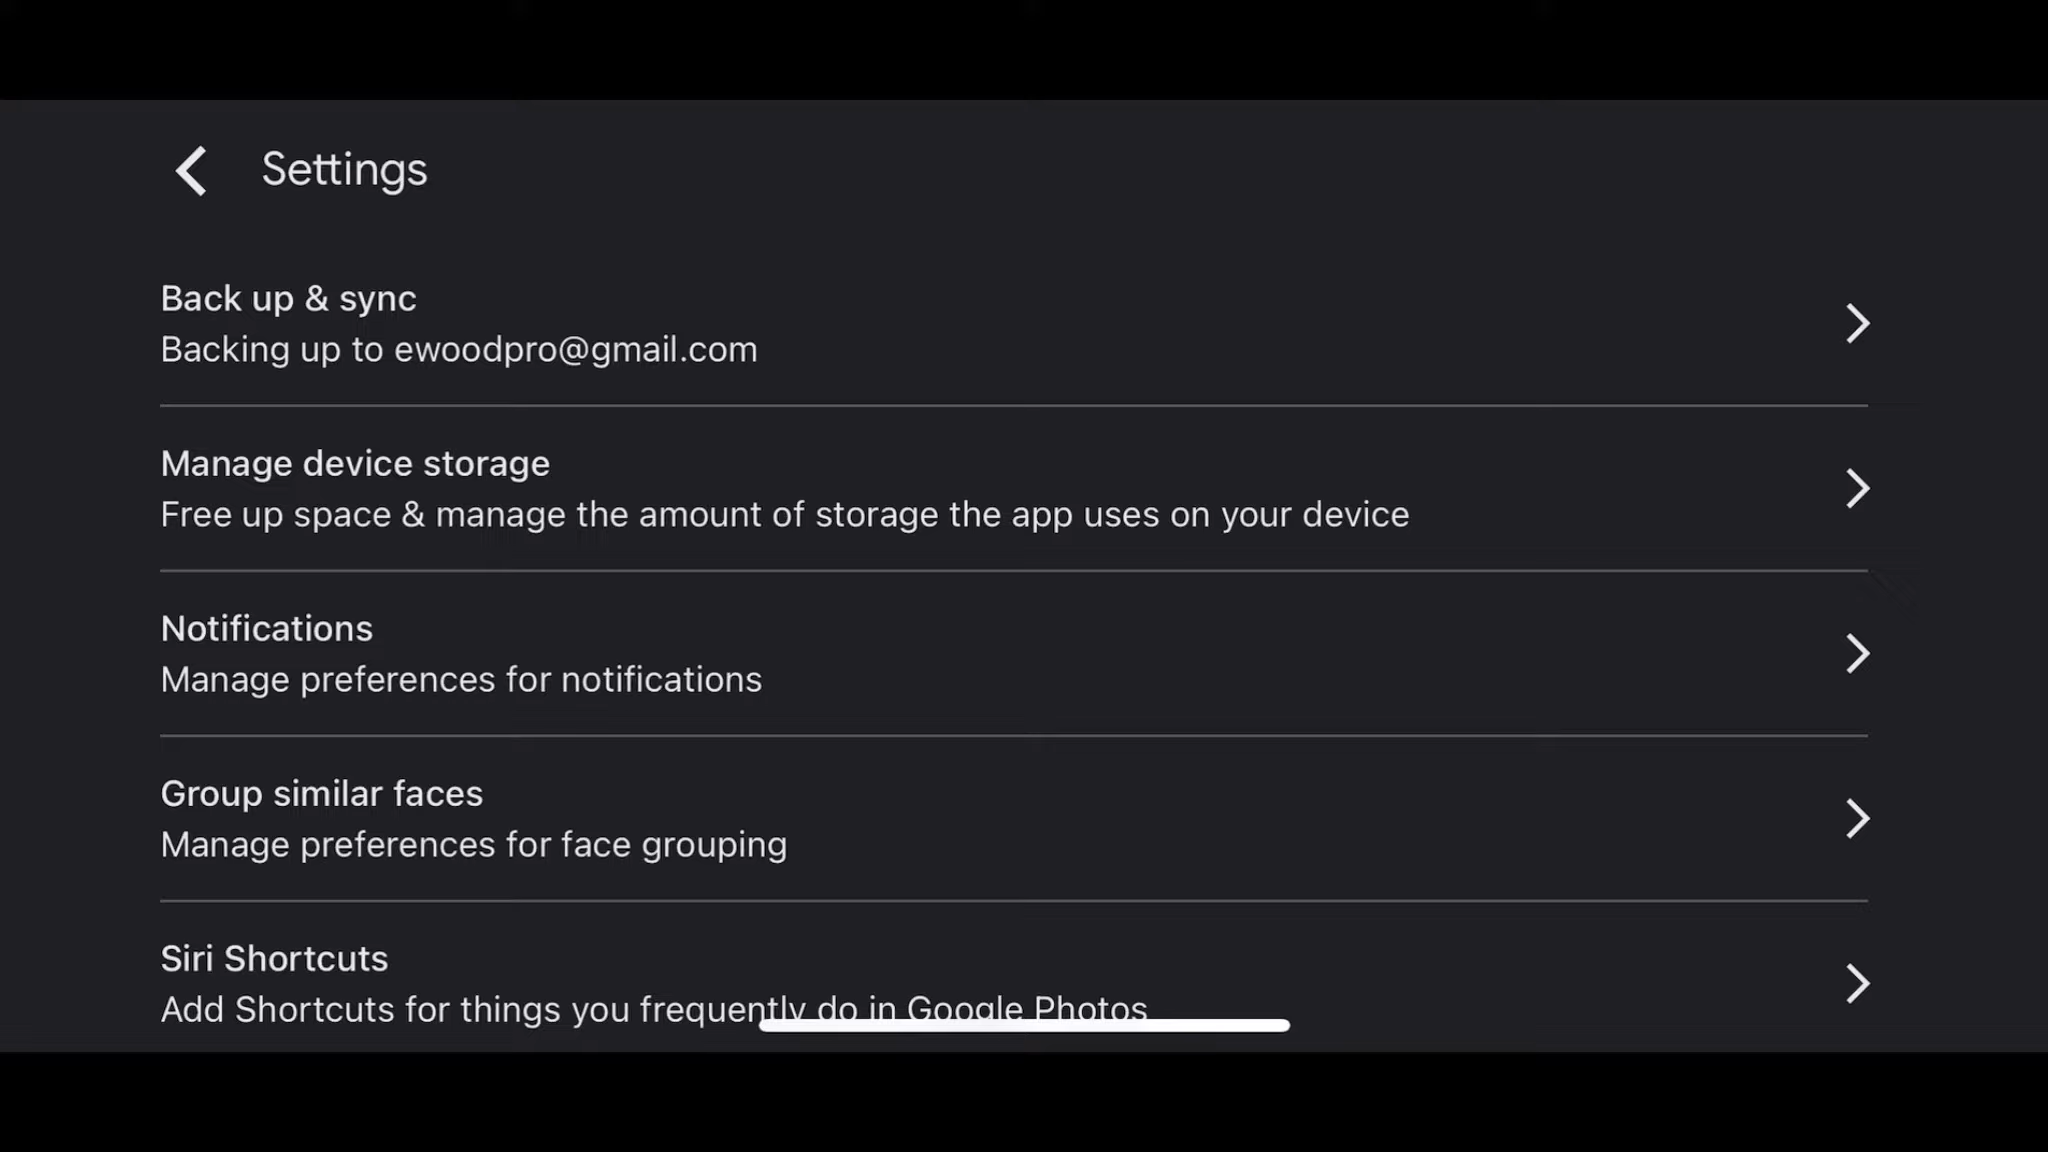 Settings
Back up & sync
Backing up to ewoodpro@gmail.com
Manage device storage
Free up space & manage the amount of storage the app uses on your device
Notifications
Manage preferences for notifications
Group similar faces
Manage preferences for face grouping
Siri Shortcuts
Add Shortcuts for things you frequently do in Google Photos